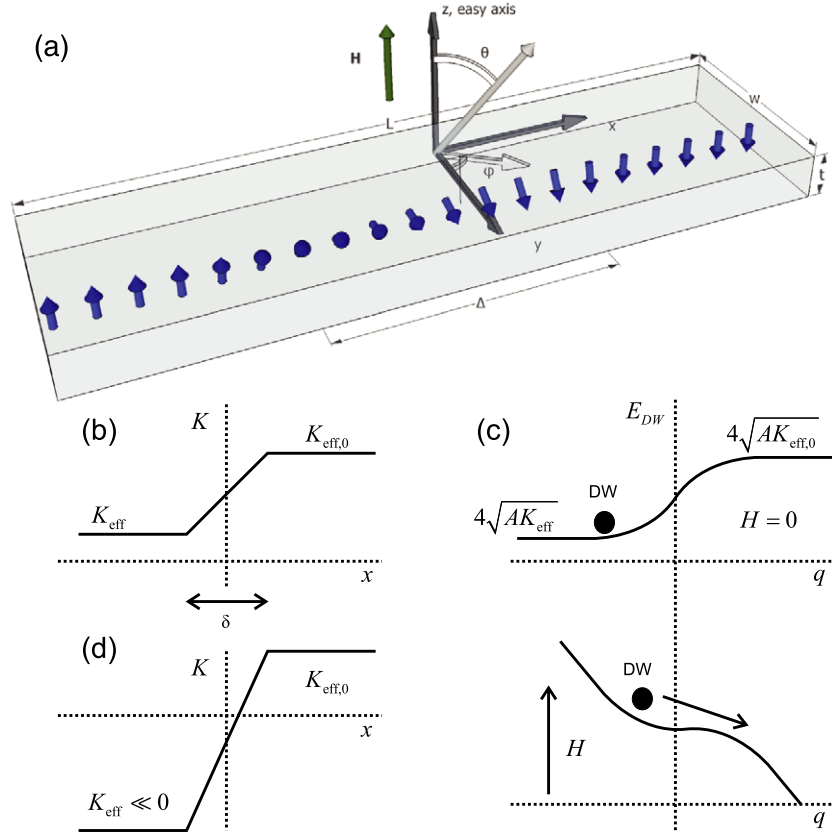 (a)
z, easy axis
H
θ
L
w
x
φ
t
y
Δ
(b)
K
K_eff,0
K_eff
x
δ
(c)
E_DW
4√AK_eff,0
DW
4√AK_eff
H = 0
q
(d)
K
K_eff,0
x
K_eff ≪ 0
DW
H
q